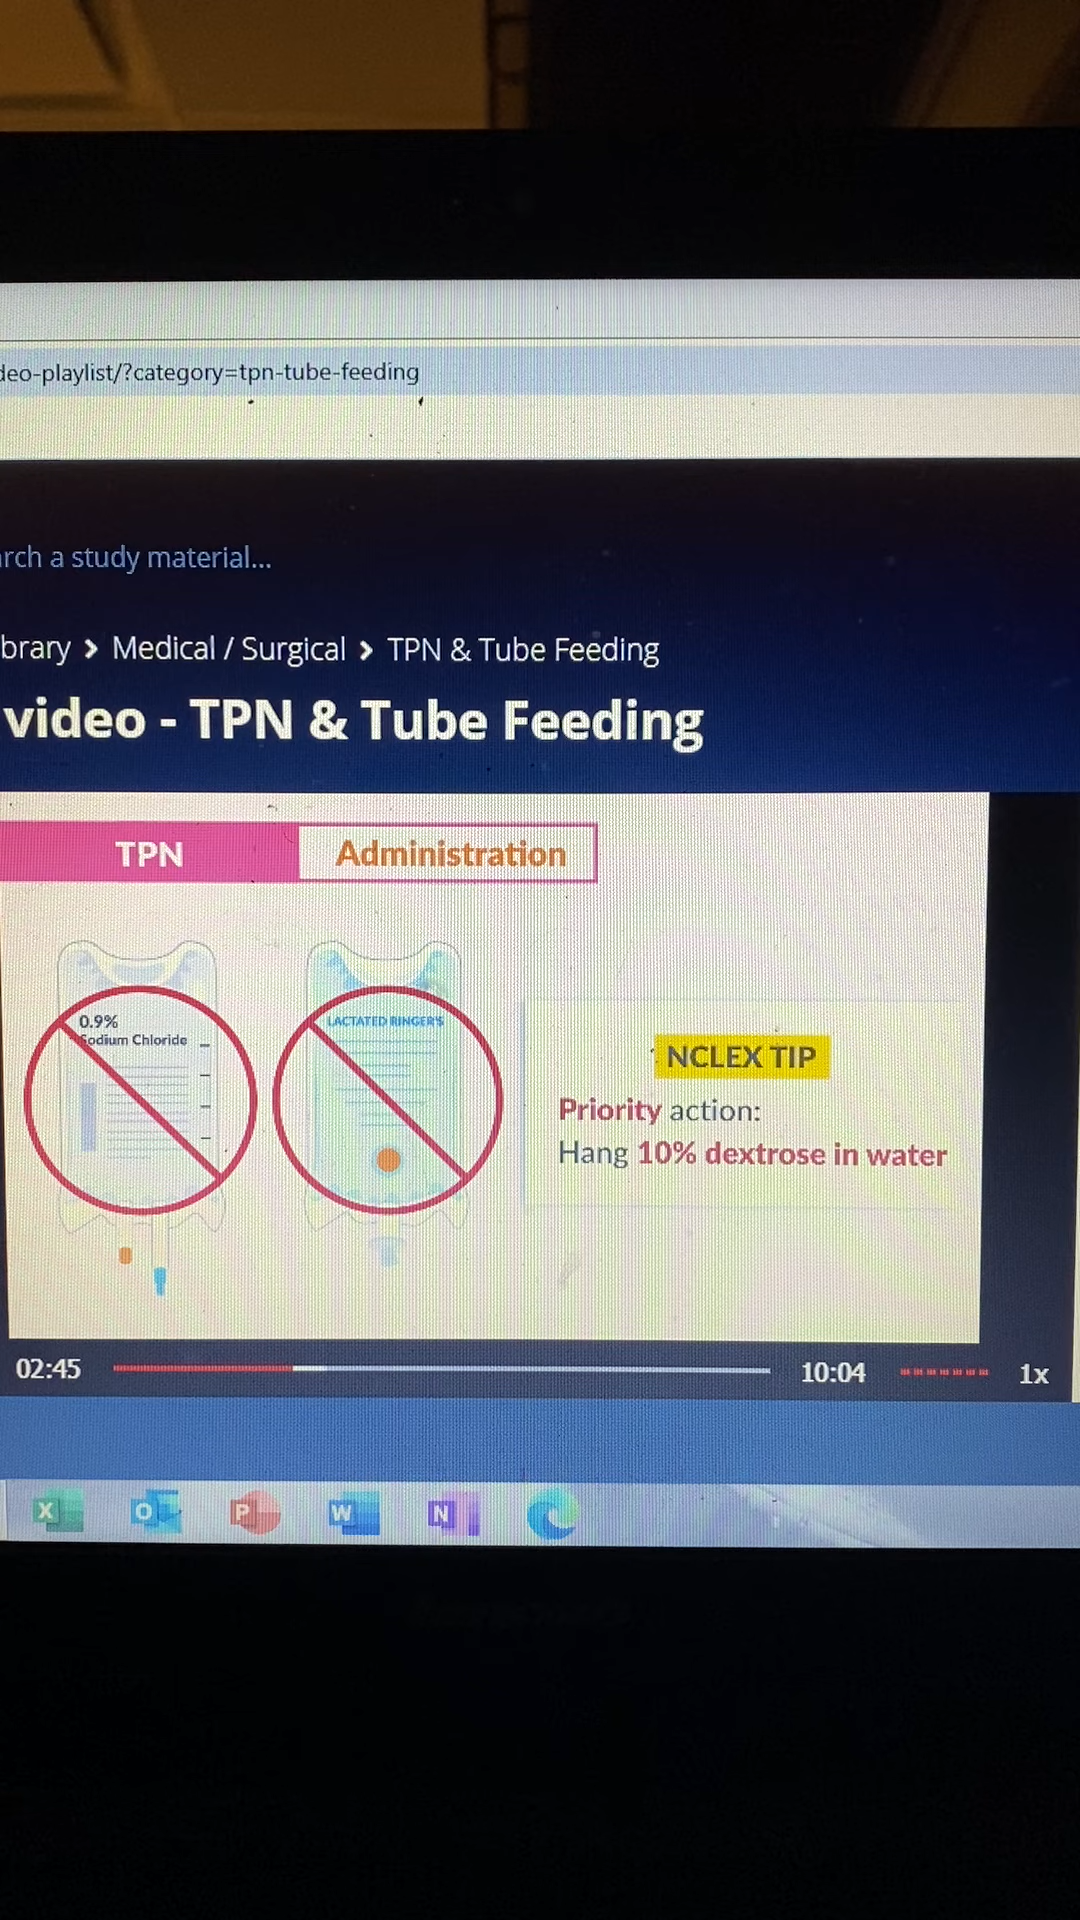 deo-playlist/?category=tpn-tube-feeding
rch a study material...
brary > Medical / Surgical > TPN & Tube Feeding
video - TPN & Tube Feeding
TPN
Administration
0.9%
Sodium Chloride
LACTATED RINGER'S
NCLEX TIP
Priority action:
Hang 10% dextrose in water
02:45
10:04
1x
X
O
P
W
N